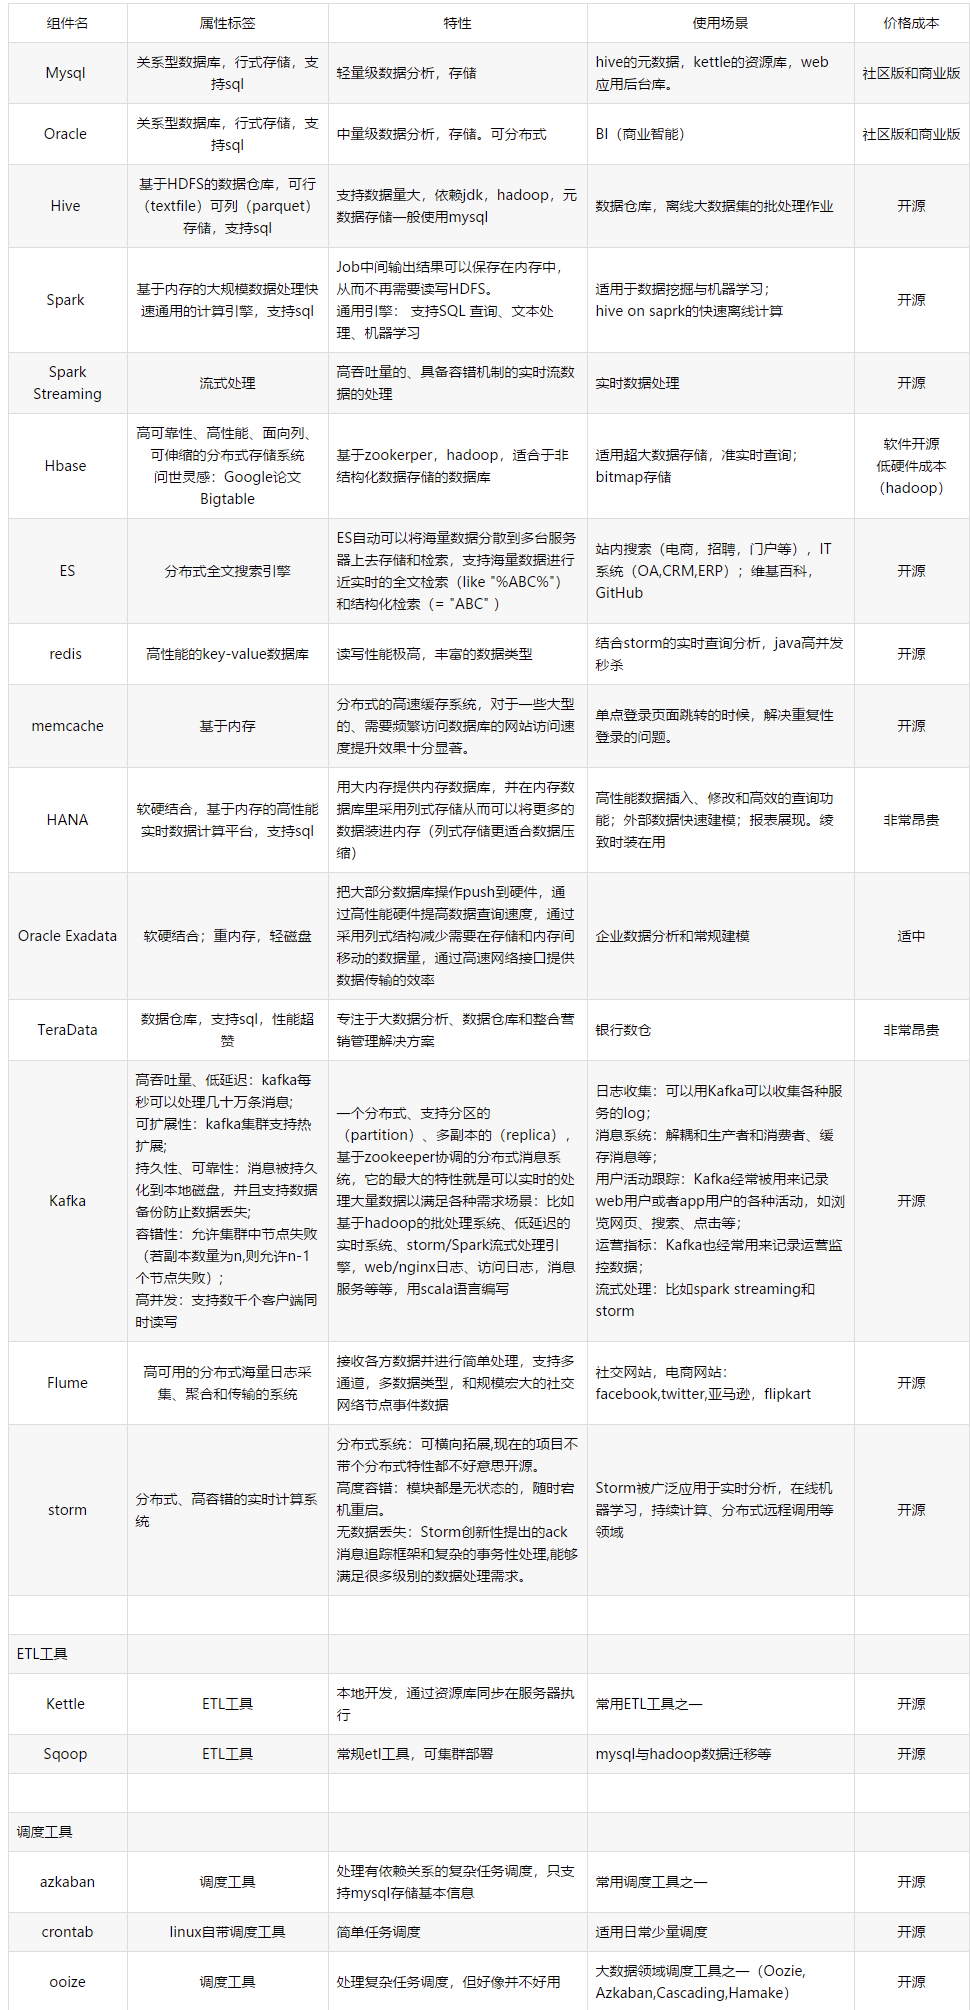 组件名 属性标签 特性 使用场景 价格成本
Mysql
关系型数据库，行式存储，支
持sql
轻量级数据分析，存储
hive的元数据，kettle的资源库，web
应用后台库。
社区版和商业版
Oracle
关系型数据库，行式存储，支
持sql
中量级数据分析，存储。可分布式
BI（商业智能）
社区版和商业版
Hive
基于HDFS的数据仓库，可行
（textfile）可列（parquet）
存储，支持sql
支持数据量大，依赖jdk，hadoop，元
数据存储一般使用mysql
数据仓库，离线大数据集的批处理作业
开源
Spark
基于内存的大规模数据处理快
速通用的计算引擎，支持sql
Job中间输出结果可以保存在内存中，
从而不再需要读写HDFS。
通用引擎： 支持SQL 查询、文本处
理、机器学习
适用于数据挖掘与机器学习；
hive on saprk的快速离线计算
开源
Spark
Streaming
流式处理
高吞吐量的、具备容错机制的实时流数
据的处理
实时数据处理
开源
Hbase
高可靠性、高性能、面向列、
可伸缩的分布式存储系统
问世灵感：Google论文
Bigtable
基于zookerper，hadoop，适合于非
结构化数据存储的数据库
适用超大数据存储，准实时查询；
bitmap存储
软件开源
低硬件成本
（hadoop）
ES
分布式全文搜索引擎
ES自动可以将海量数据分散到多台服务
器上去存储和检索，支持海量数据进行
近实时的全文检索（like "%ABC%"）
和结构化检索（= "ABC" ）
站内搜索（电商，招聘，门户等），IT
系统（OA,CRM,ERP）；维基百科，
GitHub
开源
redis
高性能的key-value数据库
读写性能极高，丰富的数据类型
结合storm的实时查询分析，java高并发
秒杀
开源
memcache
基于内存
分布式的高速缓存系统，对于一些大型
的、需要频繁访问数据库的网站访问速
度提升效果十分显著。
单点登录页面跳转的时候，解决重复性
登录的问题。
开源
HANA
软硬结合，基于内存的高性能
实时数据计算平台，支持sql
用大内存提供内存数据库，并在内存数
据库里采用列式存储从而可以将更多的
数据装进内存（列式存储更适合数据压
缩）
高性能数据插入、修改和高效的查询功
能；外部数据快速建模；报表展现。绫
致时装在用
非常昂贵
Oracle Exadata
软硬结合；重内存，轻磁盘
把大部分数据库操作push到硬件，通
过高性能硬件提高数据查询速度，通过
采用列式结构减少需要在存储和内存间
移动的数据量，通过高速网络接口提供
数据传输的效率
企业数据分析和常规建模
适中
TeraData
数据仓库，支持sql，性能超
赞
专注于大数据分析、数据仓库和整合营
销管理解决方案
银行数仓
非常昂贵
Kafka
高吞吐量、低延迟：kafka每
秒可以处理几十万条消息;
可扩展性：kafka集群支持热
扩展;
持久性、可靠性：消息被持久
化到本地磁盘，并且支持数据
备份防止数据丢失;
容错性：允许集群中节点失败
（若副本数量为n,则允许n-1
个节点失败）;
高并发：支持数千个客户端同
时读写
一个分布式、支持分区的
（partition）、多副本的（replica），
基于zookeeper协调的分布式消息系
统，它的最大的特性就是可以实时的处
理大量数据以满足各种需求场景：比如
基于hadoop的批处理系统、低延迟的
实时系统、storm/Spark流式处理引
擎，web/nginx日志、访问日志，消息
服务等等，用scala语言编写
日志收集：可以用Kafka可以收集各种服
务的log；
消息系统：解耦和生产者和消费者、缓
存消息等；
用户活动跟踪：Kafka经常被用来记录
web用户或者app用户的各种活动，如浏
览网页、搜索、点击等；
运营指标：Kafka也经常用来记录运营监
控数据；
流式处理：比如spark streaming和
storm
开源
Flume
高可用的分布式海量日志采
集、聚合和传输的系统
接收各方数据并进行简单处理，支持多
通道，多数据类型，和规模宏大的社交
网络节点事件数据
社交网站，电商网站：
facebook,twitter,亚马逊，flipkart
开源
storm
分布式、高容错的实时计算系
统
分布式系统：可横向拓展,现在的项目不
带个分布式特性都不好意思开源。
高度容错：模块都是无状态的，随时宕
机重启。
无数据丢失：Storm创新性提出的ack
消息追踪框架和复杂的事务性处理,能够
满足很多级别的数据处理需求。
Storm被广泛应用于实时分析，在线机
器学习，持续计算、分布式远程调用等
领域
开源
ETL工具
Kettle
ETL工具
本地开发，通过资源库同步在服务器执
行
常用ETL工具之一
开源
Sqoop
ETL工具
常规etl工具，可集群部署
mysql与hadoop数据迁移等
开源
调度工具
azkaban
调度工具
处理有依赖关系的复杂任务调度，只支
持mysql存储基本信息
常用调度工具之一
开源
crontab
linux自带调度工具
简单任务调度
适用日常少量调度
开源
ooize
调度工具
处理复杂任务调度，但好像并不好用
大数据领域调度工具之一（Oozie,
Azkaban,Cascading,Hamake）
开源